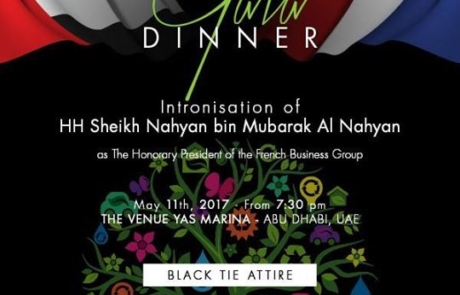 Gala
DINNER
Intronisation of
HH Sheikh Nahyan bin Mubarak Al Nahyan
as The Honorary President of the French Business Group
May 11th, 2017 - From 7:30 pm
THE VENUE YAS MARINA - ABU DHABI, UAE
BLACK TIE ATTIRE